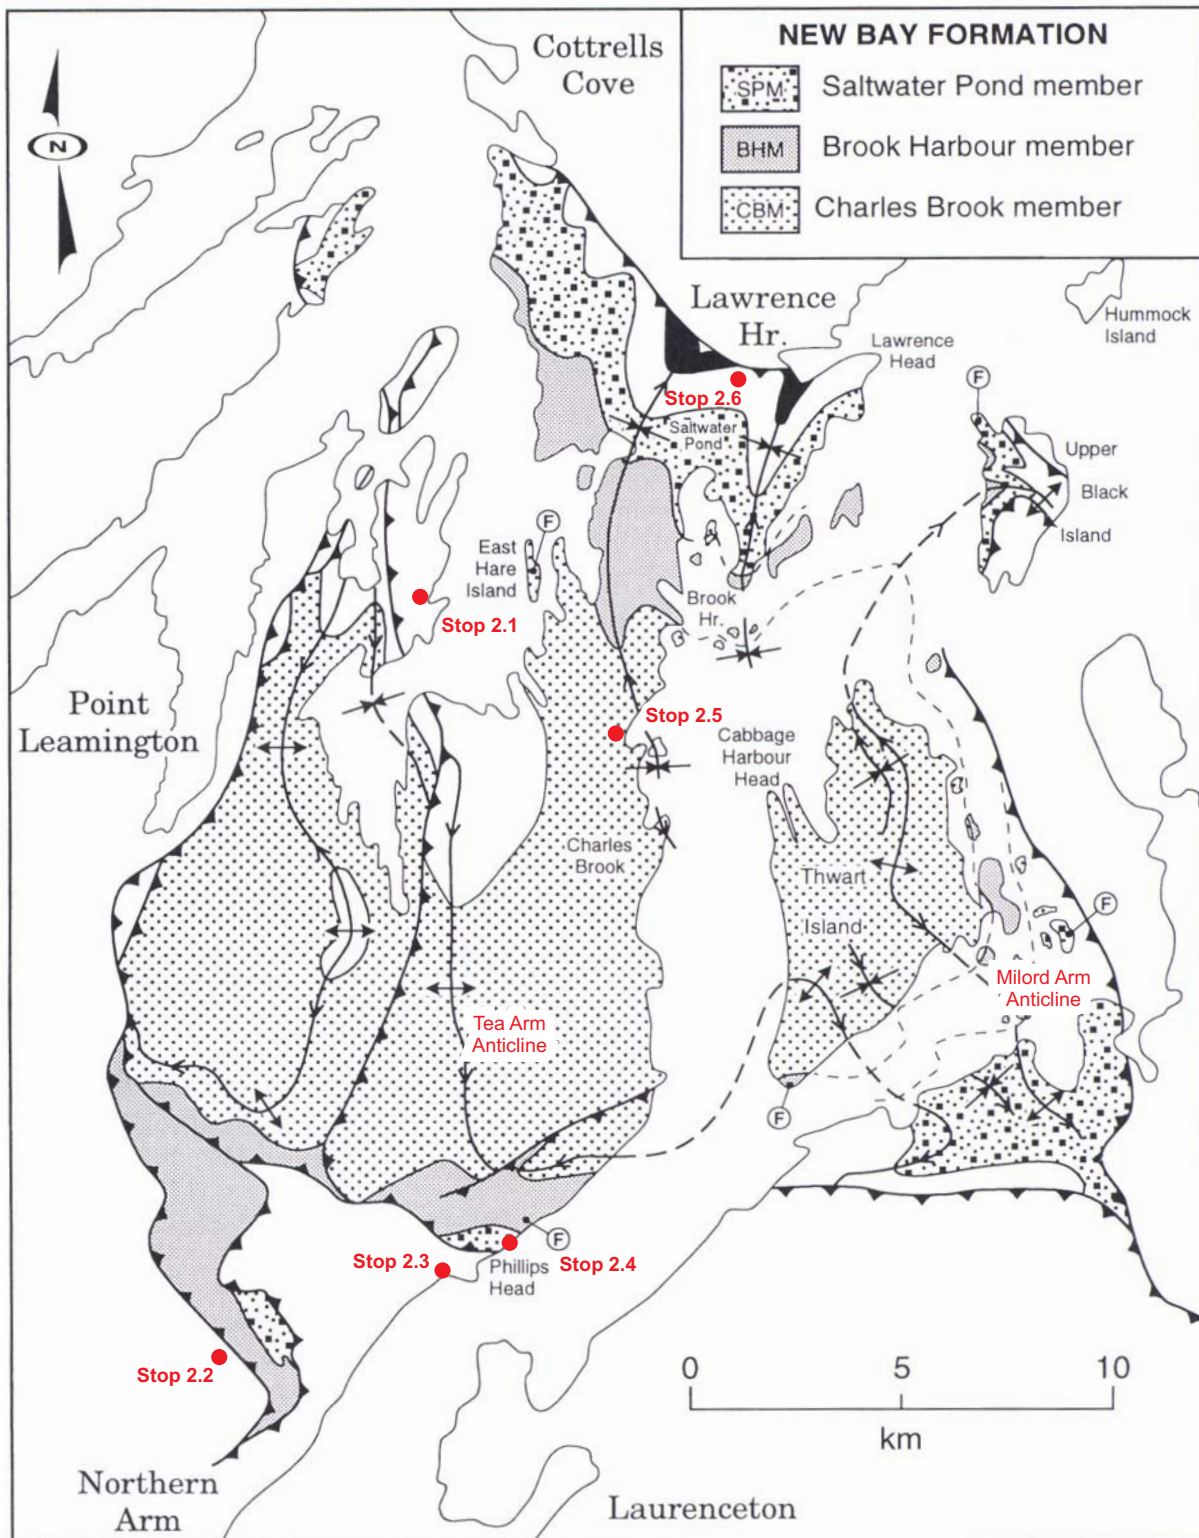 NEW BAY FORMATION
SPM
Saltwater Pond member
BHM
Brook Harbour member
CBM
Charles Brook member
Cottrells
Cove
N
Lawrence
Hr.
Hummock
Island
Lawrence
Head
F
Stop 2.6
Saltwater
Pond
Upper
Black
Island
F
East
Hare
Island
Brook
Hr.
Stop 2.1
Point
Leamington
Stop 2.5
Cabbage
Harbour
Head
Charles
Brook
Thwart
Island
F
Milord Arm
Anticline
Tea Arm
Anticline
F
F
Stop 2.3
Phillips
Head
Stop 2.4
Stop 2.2
0
5
10
km
Northern
Arm
Laurenceton